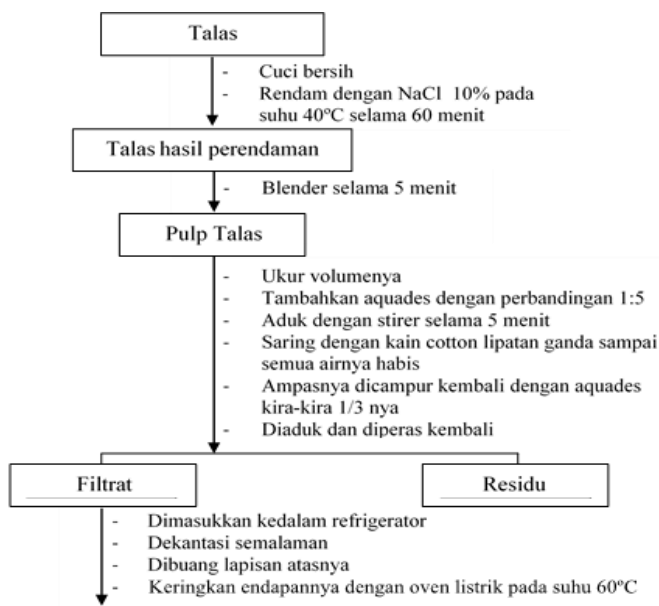 Talas
- Cuci bersih
- Rendam dengan NaCl 10% pada
suhu 40ºC selama 60 menit
Talas hasil perendaman
- Blender selama 5 menit
Pulp Talas
- Ukur volumenya
- Tambahkan aquades dengan perbandingan 1:5
- Aduk dengan stirer selama 5 menit
- Saring dengan kain cotton lipatan ganda sampai
semua airnya habis
- Ampasnya dicampur kembali dengan aquades
kira-kira 1/3 nya
- Diaduk dan diperas kembali
Filtrat
Residu
- Dimasukkan kedalam refrigerator
- Dekantasi semalaman
- Dibuang lapisan atasnya
- Keringkan endapannya dengan oven listrik pada suhu 60ºC